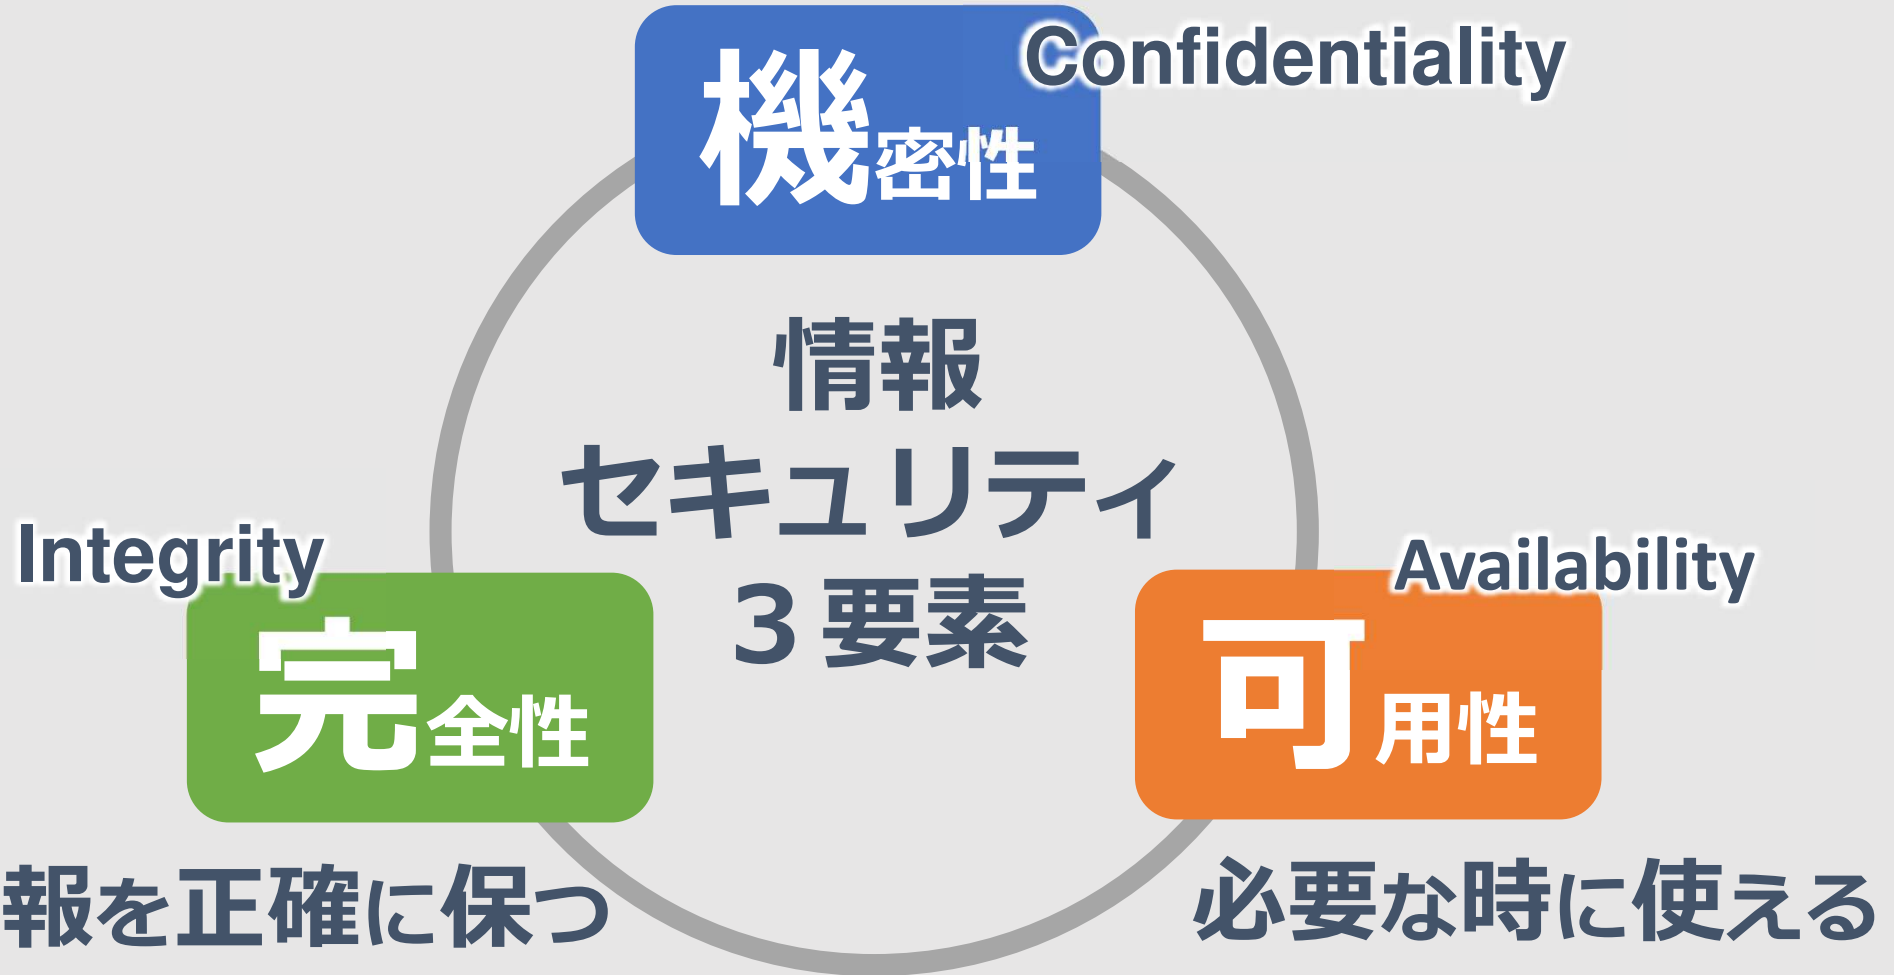 Confidentiality
機密性
情報
セキュリティ
３要素
Integrity
完全性
報を正確に保つ
Availability
可用性
必要な時に使える